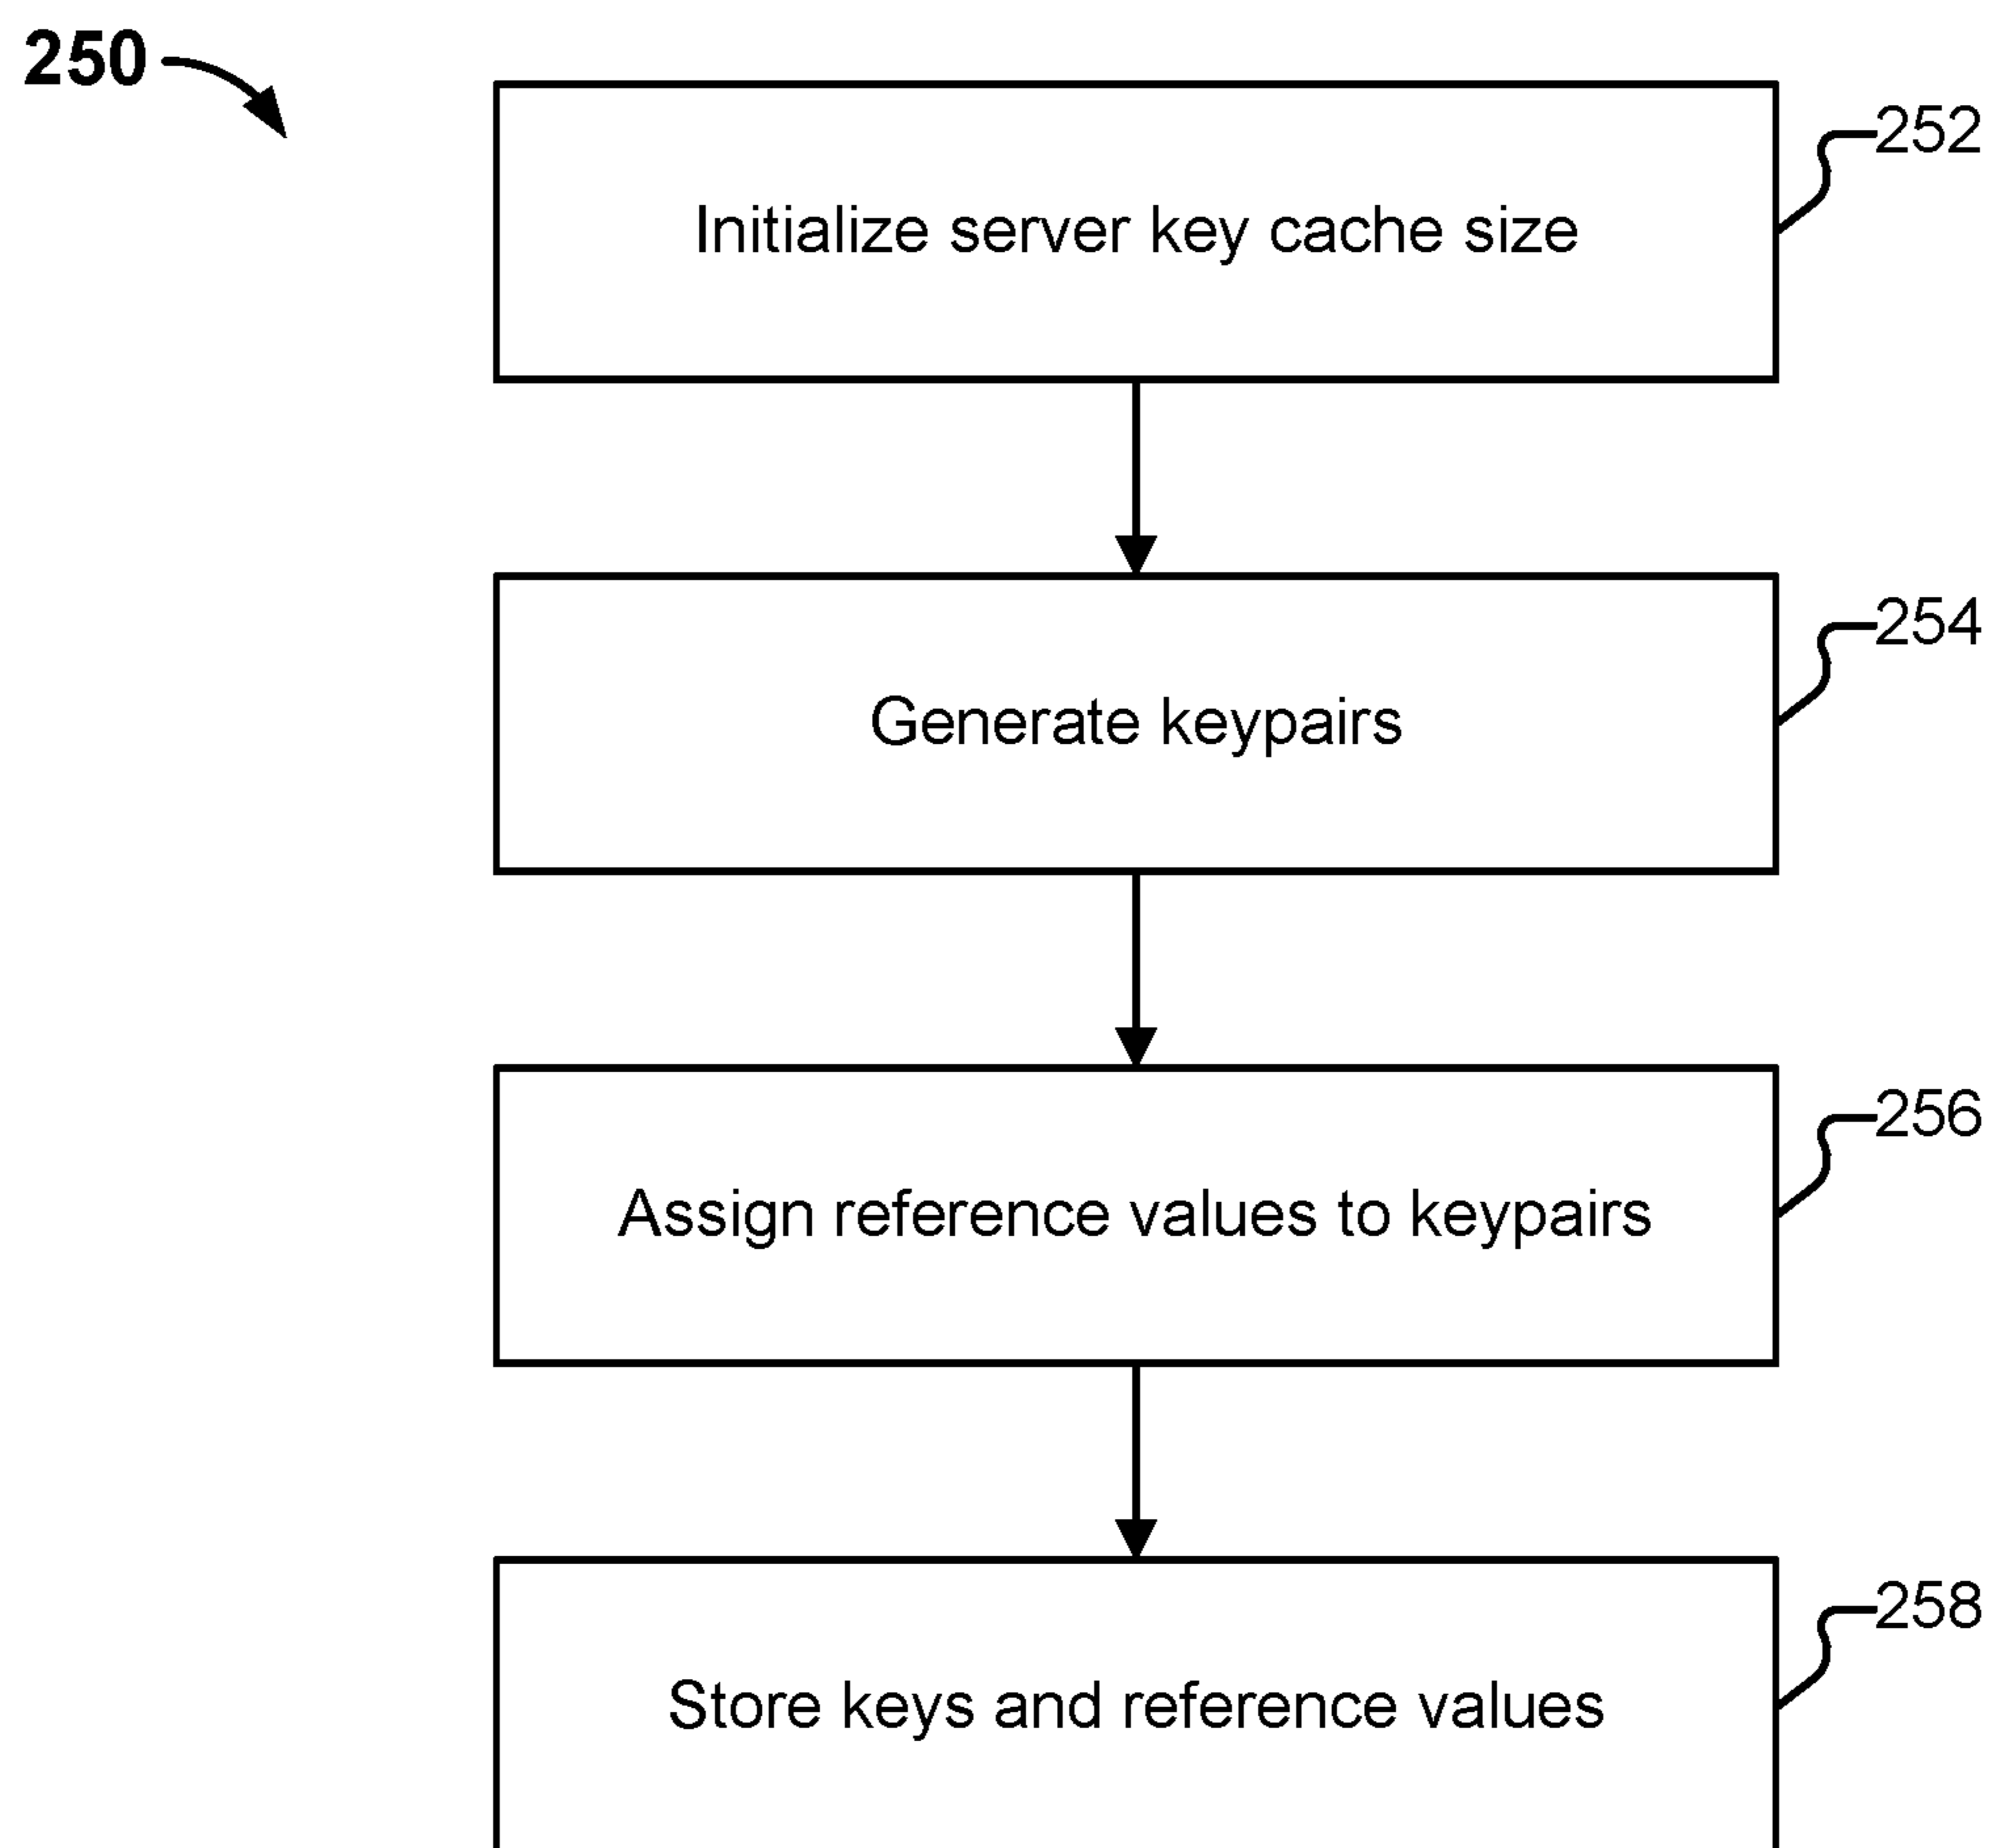 250
252
Initialize server key cache size
254
Generate keypairs
256
Assign reference values to keypairs
258
Store keys and reference values